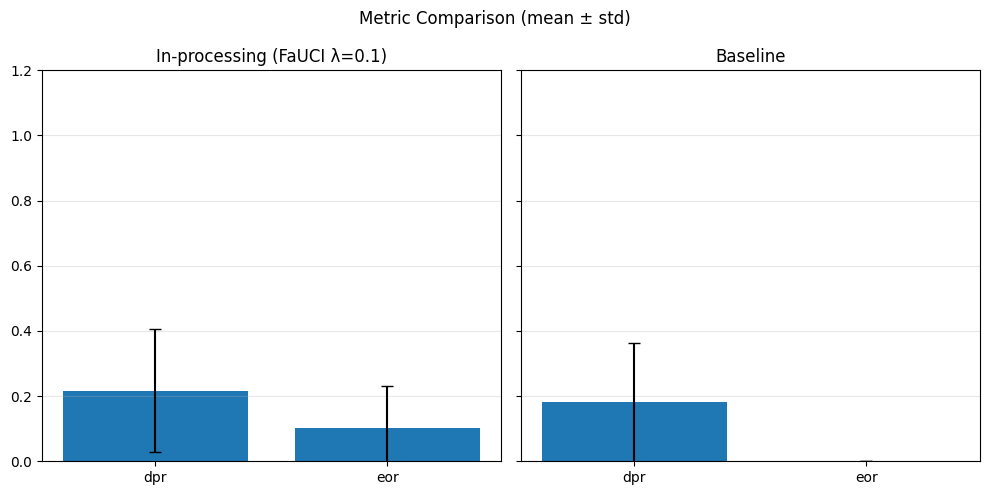 Metric Comparison (mean ± std)
In-processing (FaUCI λ=0.1)
Baseline
1.2
1.0
0.8
0.6
0.4
0.2
0.0
dpr
eor
dpr
eor